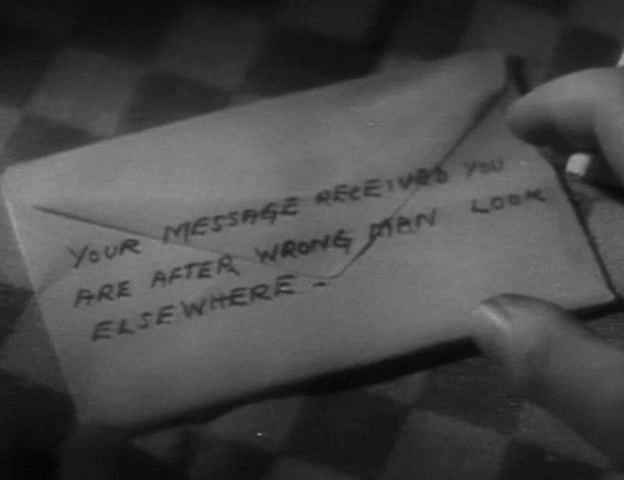 YOUR MESSAGE RECEIVED YOU
ARE AFTER WRONG MAN LOOK
ELSEWHERE -